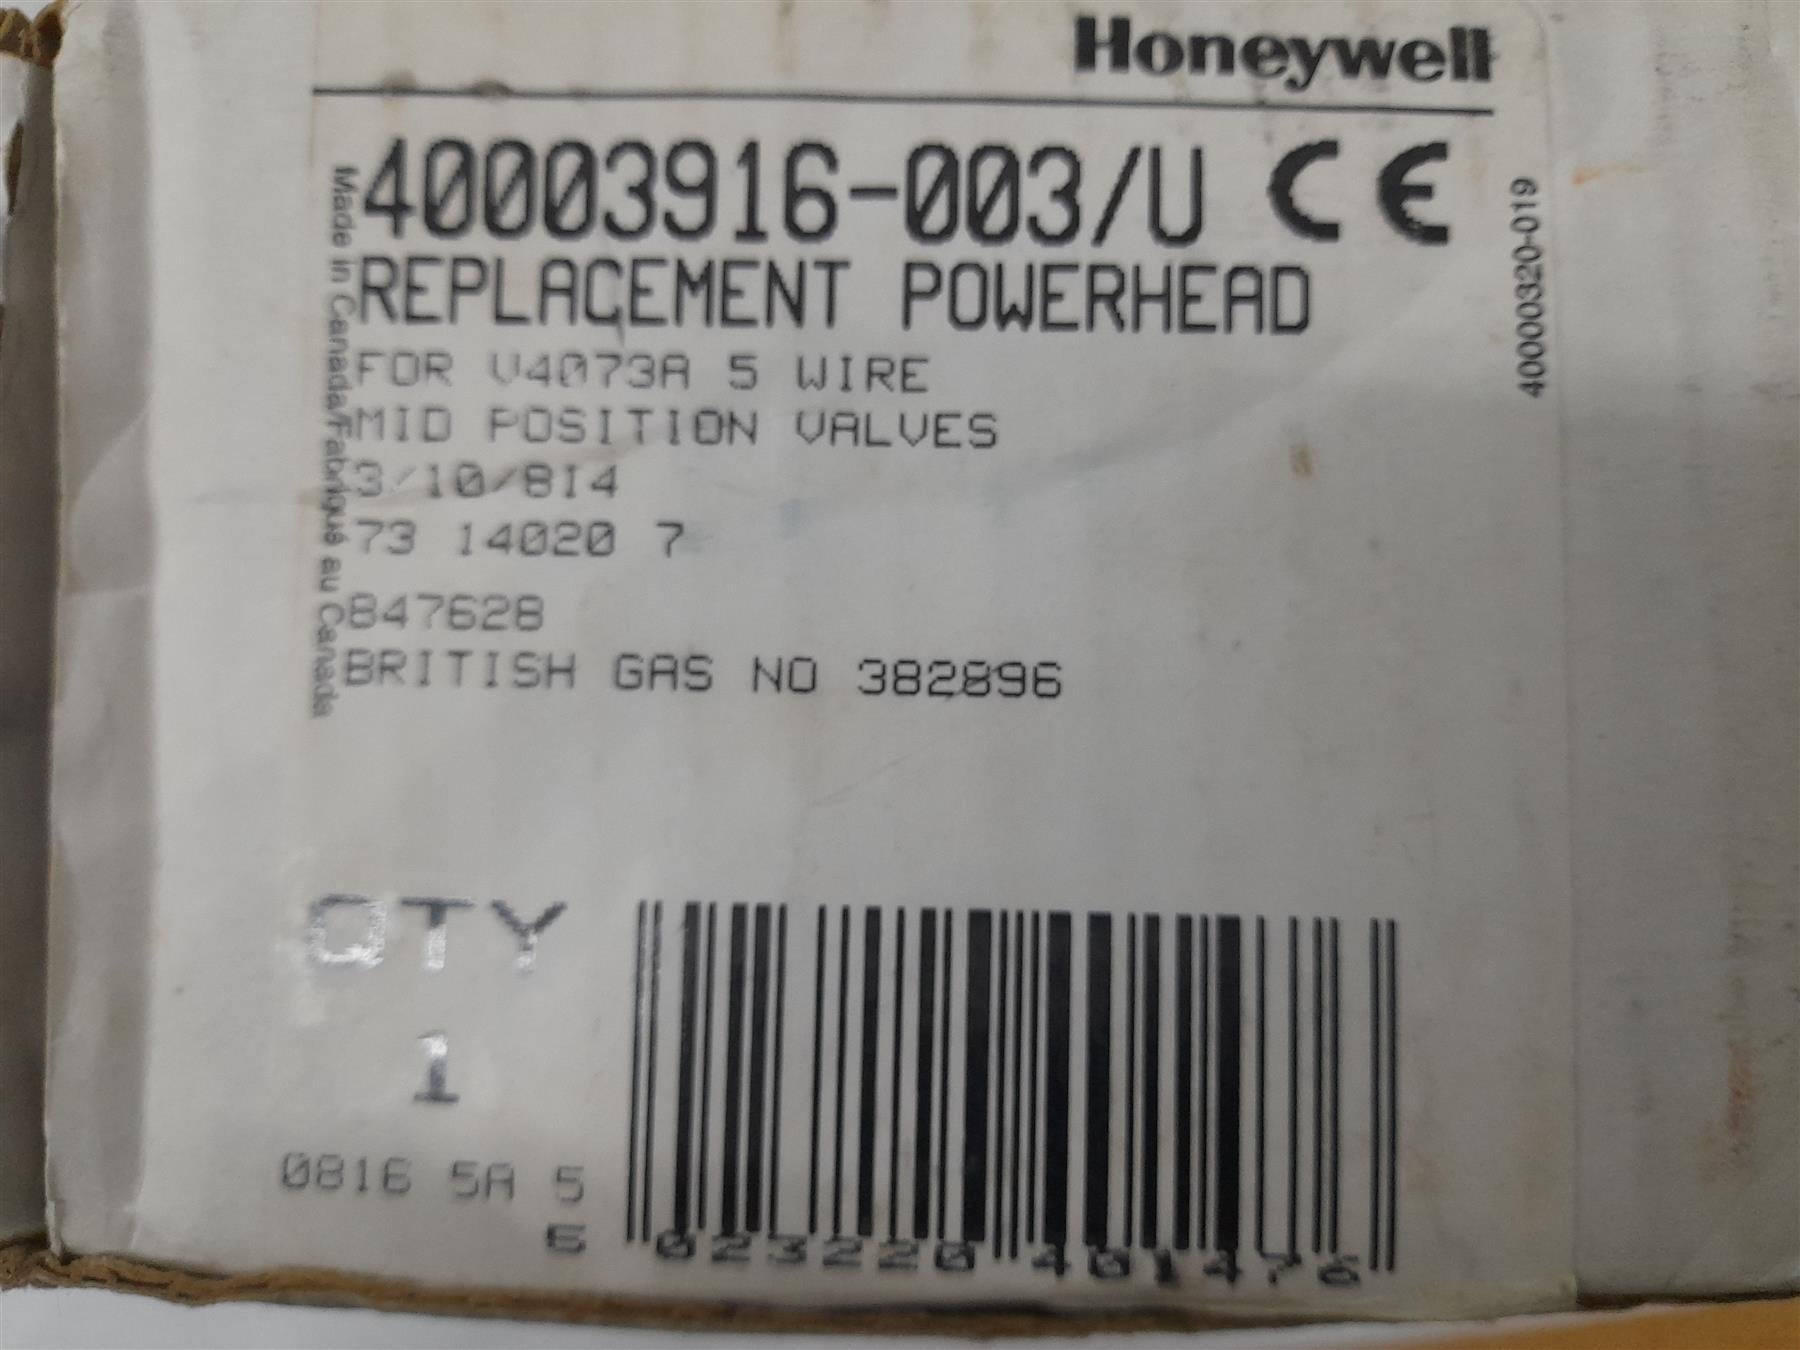 Honeywell
40003916-003/U CE
REPLACEMENT POWERHEAD
FOR V4073A 5 WIRE
MID POSITION VALVES
3/10/814
73 14020 7
847628
BRITISH GAS NO 382896
Made in Canada/Fabriqué au Canada
40003320-019
QTY
1
0816 5A 5
5 023220 401476